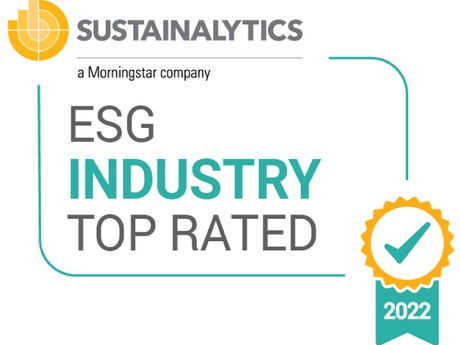 SUSTAINALYTICS
a Morningstar company
ESG
INDUSTRY
TOP RATED
2022